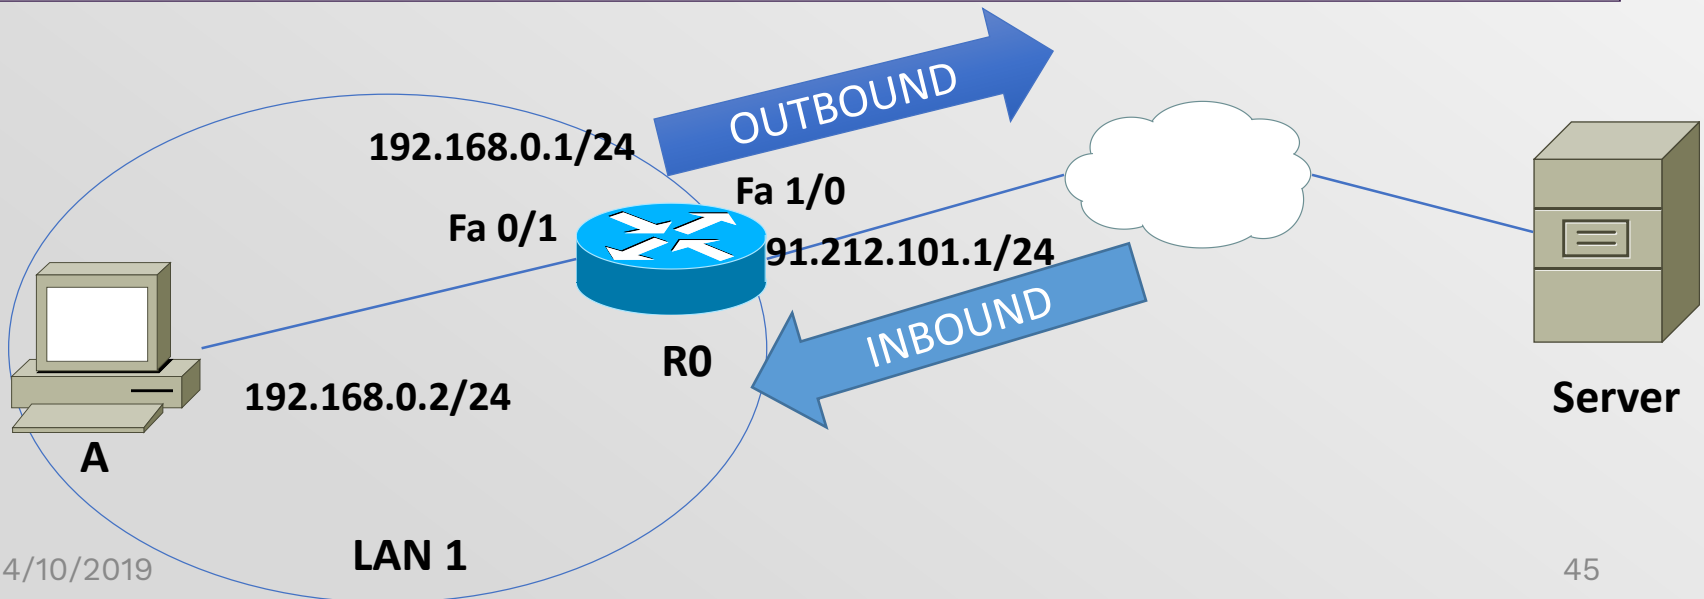 OUTBOUND
192.168.0.1/24
Fa 1/0
Fa 0/1
91.212.101.1/24
INBOUND
R0
192.168.0.2/24
Server
A
LAN 1
4/10/2019
45